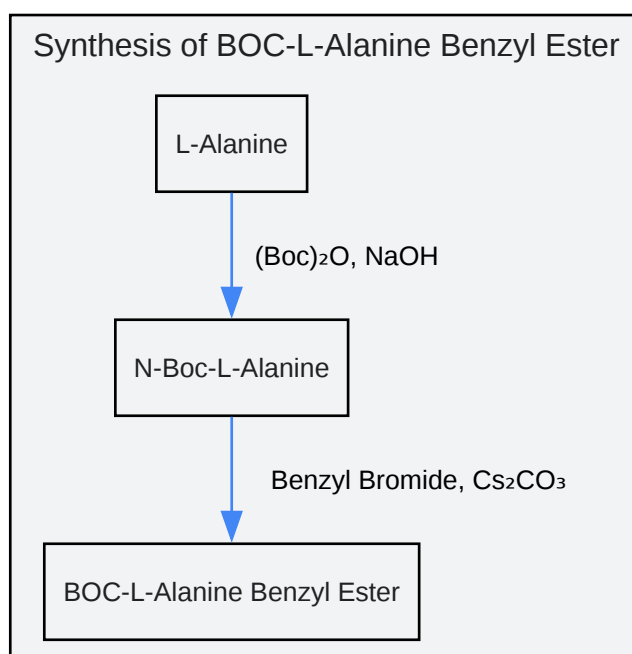 Synthesis of BOC-L-Alanine Benzyl Ester
L-Alanine
(Boc)₂O, NaOH
N-Boc-L-Alanine
Benzyl Bromide, Cs₂CO₃
BOC-L-Alanine Benzyl Ester